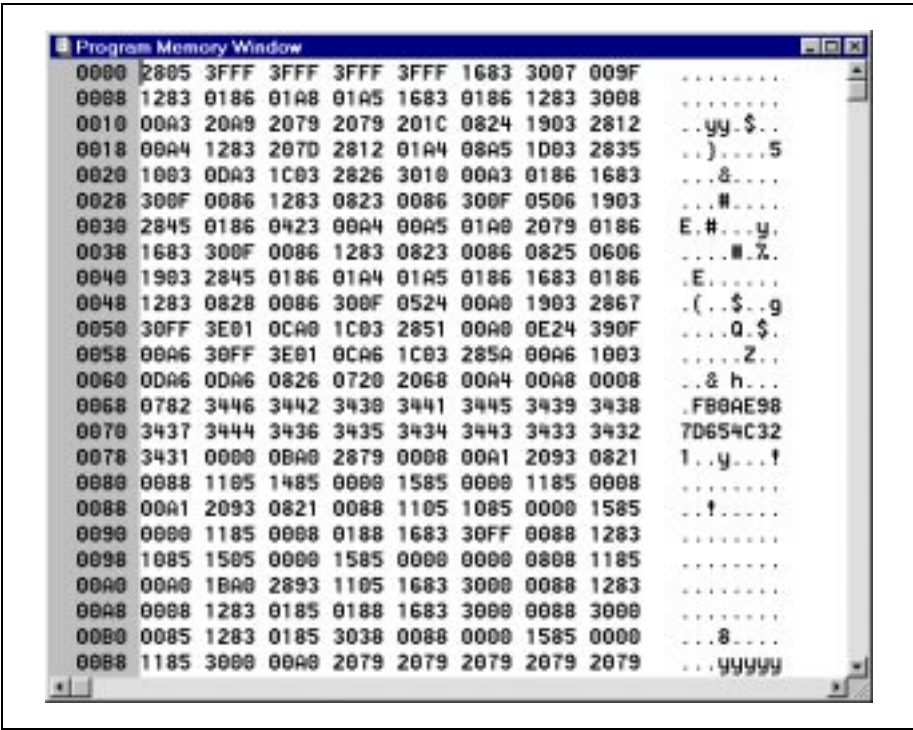 Program Memory Window
0000 2805 3FFF 3FFF 3FFF 3FFF 1683 3007 009F ........
0008 1283 0186 01A8 01A5 1683 0186 1283 3008 ........
0010 00A3 20A9 2079 2079 201C 0824 1903 2812 ..yy.$..
0018 00A4 1283 207D 2812 01A4 08A5 1D03 2835 ..}....5
0020 1003 0DA3 1C03 2826 3010 00A3 0186 1683 ...&....
0028 300F 0086 1283 0823 0086 300F 0506 1903 ...#....
0030 2845 0186 0423 00A4 00A5 01A0 2079 0186 E.#...y.
0038 1683 300F 0086 1283 0823 0086 0825 0606 ....#.%.
0040 1903 2845 0186 01A4 01A5 0186 1683 0186 .E......
0048 1283 0828 0086 300F 0524 00A0 1903 2867 .(..$..g
0050 30FF 3E01 0CA0 1C03 2851 00A0 0E24 390F ....Q.$.
0058 00A6 30FF 3E01 0CA6 1C03 285A 00A6 1003 .....Z..
0060 0DA6 0DA6 0826 0720 2068 00A4 00A8 0008 ..& h...
0068 0782 3446 3442 3430 3441 3445 3439 3438 .FB0AE98
0070 3437 3444 3436 3435 3434 3443 3433 3432 7D654C32
0078 3431 0000 0BA0 2879 0008 00A1 2093 0821 1..y...!
0080 0088 1105 1485 0000 1585 0000 1185 0008 ........
0088 00A1 2093 0821 0088 1105 1085 0000 1585 ..!.....
0090 0000 1185 0008 0188 1683 30FF 0088 1283 ........
0098 1085 1505 0000 1585 0000 0000 0808 1185 ........
00A0 00A0 1BA0 2893 1105 1683 3000 0088 1283 ........
00A8 0008 1283 0185 0188 1683 3000 0088 3000 ........
00B0 0085 1283 0185 3038 0088 0000 1585 0000 ...8....
00B8 1185 3000 00A0 2079 2079 2079 2079 2079 ...yyyyy